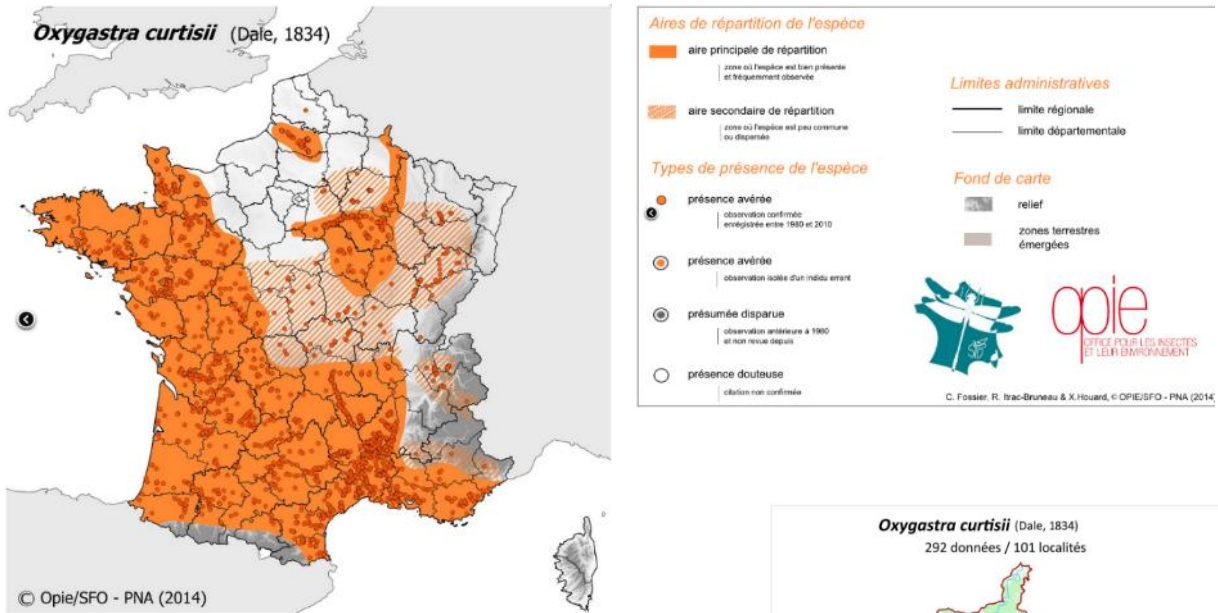 Oxygastra curtisii (Dale, 1834)
© Opie/SFO - PNA (2014)
Aires de répartition de l'espèce
aire principale de répartition
zone où l'espèce est bien présente
et fréquemment observée
aire secondaire de répartition
zone où l'espèce est peu commune
ou dispersée
Types de présence de l'espèce
présence avérée
observation confirmée
enrégistrée entre 1980 et 2010
présence avérée
observation isolée d'un indidu errant
présumée disparue
observation antérieure à 1980
et non revue depuis
présence douteuse
citation non confirmée
Limites administratives
limite régionale
limite départementale
Fond de carte
relief
zones terrestres
émergées
opie
OFFICE POUR LES INSECTES
ET LEUR ENVIRONNEMENT
C. Fossier, R. Itrac-Bruneau & X.Houard, © OPIE/SFO - PNA (2014)
Oxygastra curtisii (Dale, 1834)
292 données / 101 localités